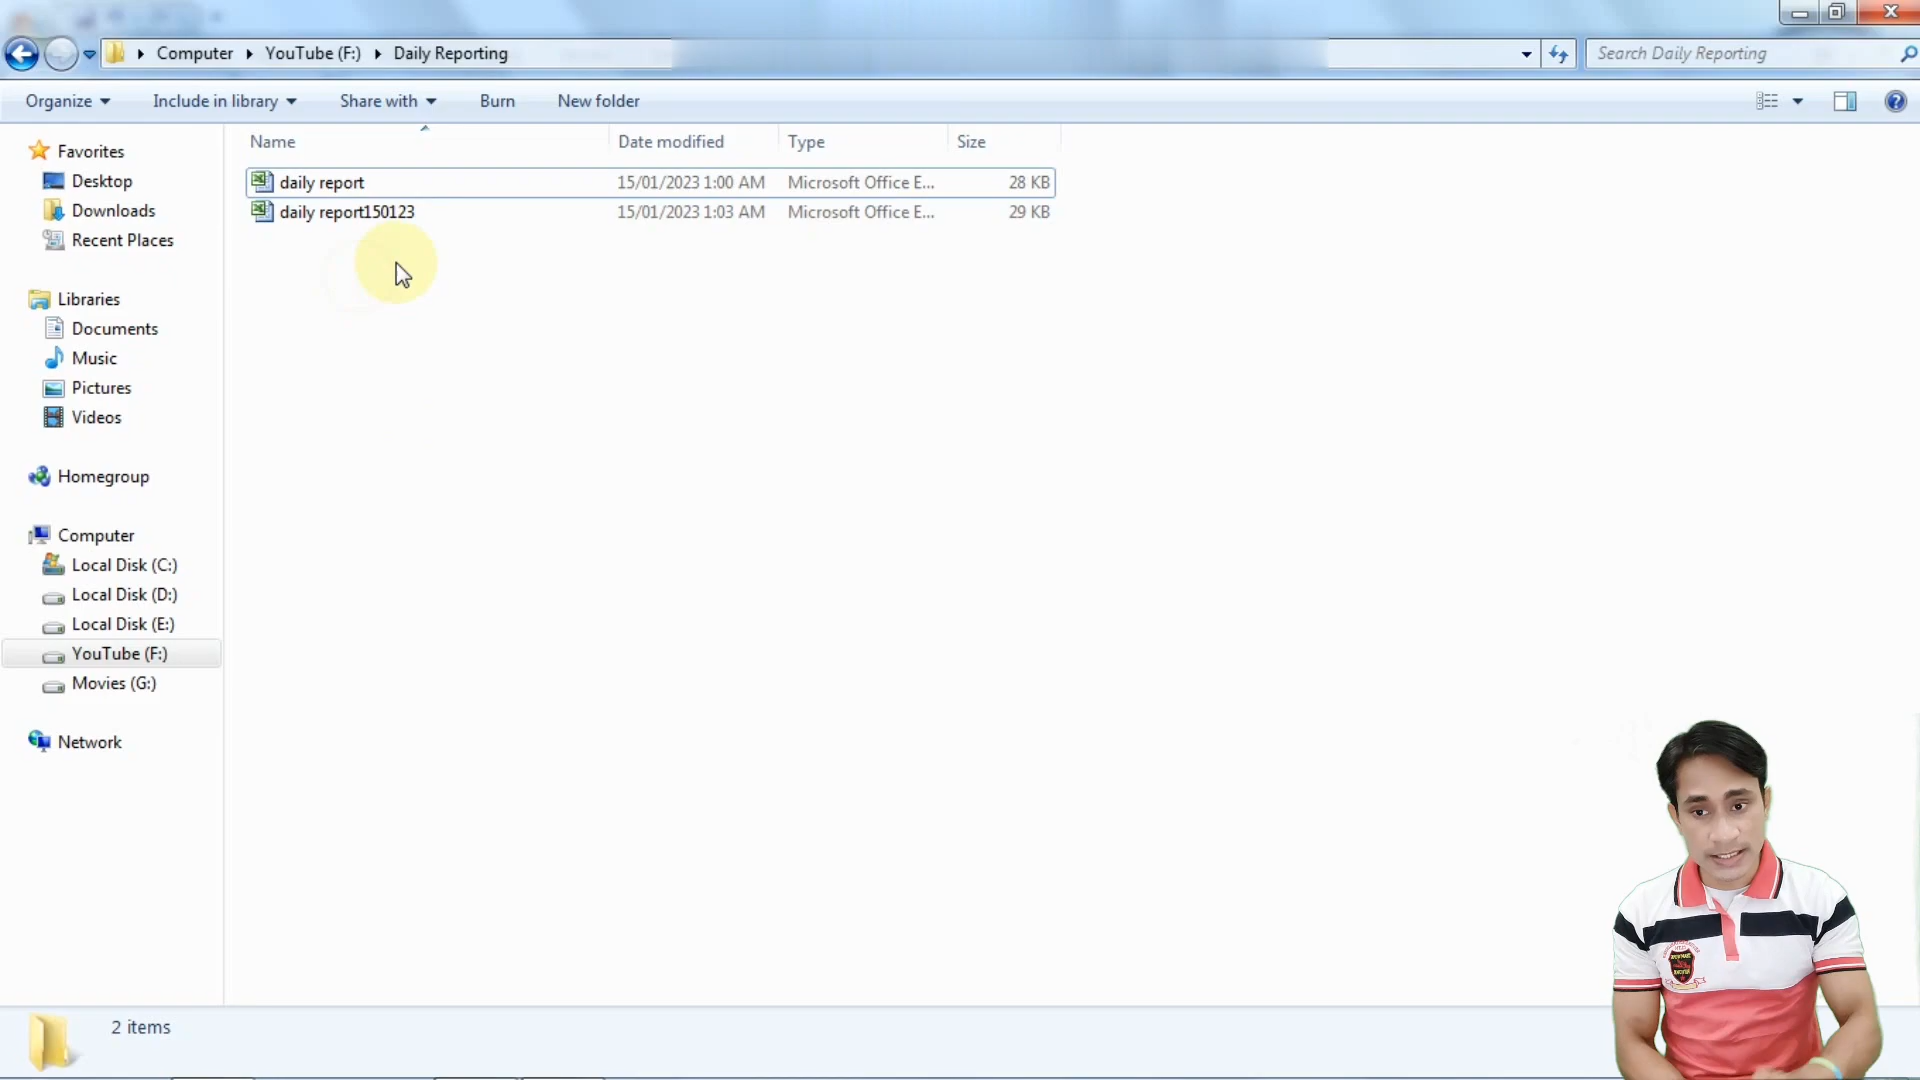 Computer YouTube (F:) Daily Reporting
Search Daily Reporting
Organize Include in library Share with Burn New folder
Name Date modified Type Size
daily report 15/01/2023 1:00 AM Microsoft Office E... 28 KB
daily report150123 15/01/2023 1:03 AM Microsoft Office E... 29 KB
Favorites
Desktop
Downloads
Recent Places
Libraries
Documents
Music
Pictures
Videos
Homegroup
Computer
Local Disk (C:)
Local Disk (D:)
Local Disk (E:)
YouTube (F:)
Movies (G:)
Network
2 items